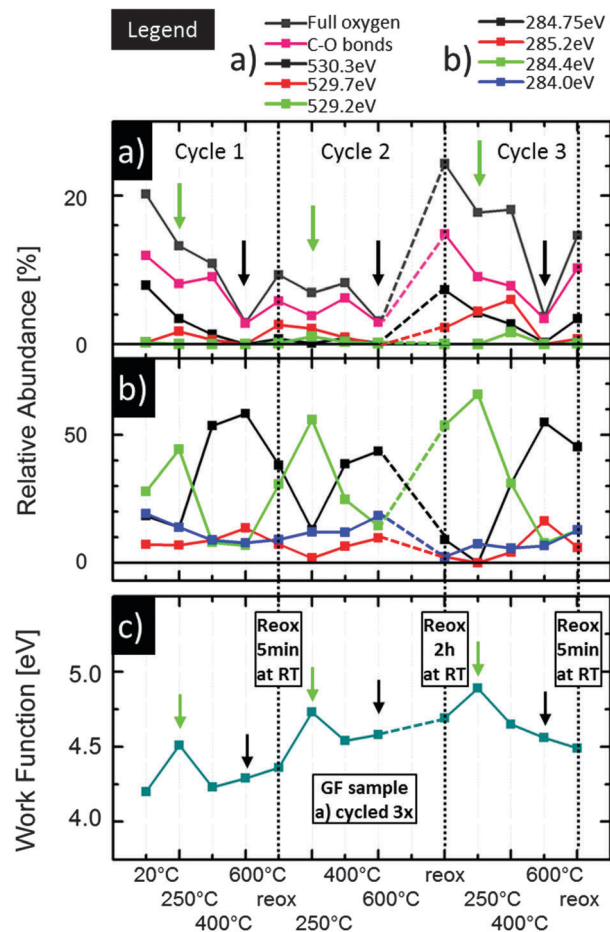 Legend
a)
Full oxygen
C-O bonds
530.3eV
529.7eV
529.2eV
b)
284.75eV
285.2eV
284.4eV
284.0eV
a)
Cycle 1
Cycle 2
Cycle 3
20
0
Relative Abundance [%]
b)
50
0
c)
Reox
5min
at RT
Reox
2h
at RT
Reox
5min
at RT
5.0
4.5
4.0
Work Function [eV]
GF sample
a) cycled 3x
20°C
600°C
400°C
reox
600°C
250°C
reox
600°C
250°C
reox
400°C
250°C
400°C